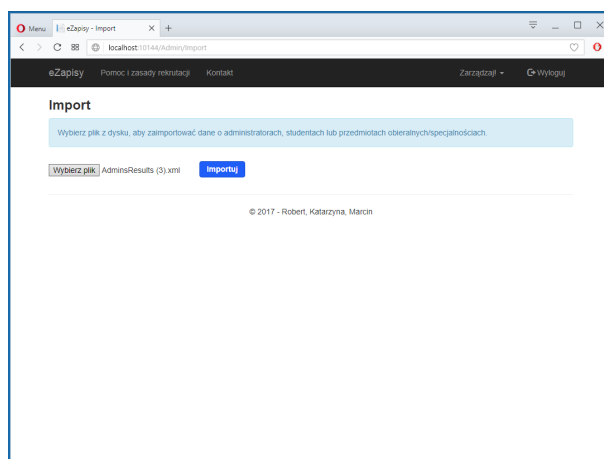 Menu
eZapisy - Import
localhost:10144/Admin/Import
eZapisy Pomoc i zasady rekrutacji Kontakt Zarządzaj! Wyloguj
Import
Wybierz plik z dysku, aby zaimportować dane o administratorach, studentach lub przedmiotach obieralnych/specjalnościach.
Wybierz plik AdminsResults (3).xml Importuj
© 2017 - Robert, Katarzyna, Marcin